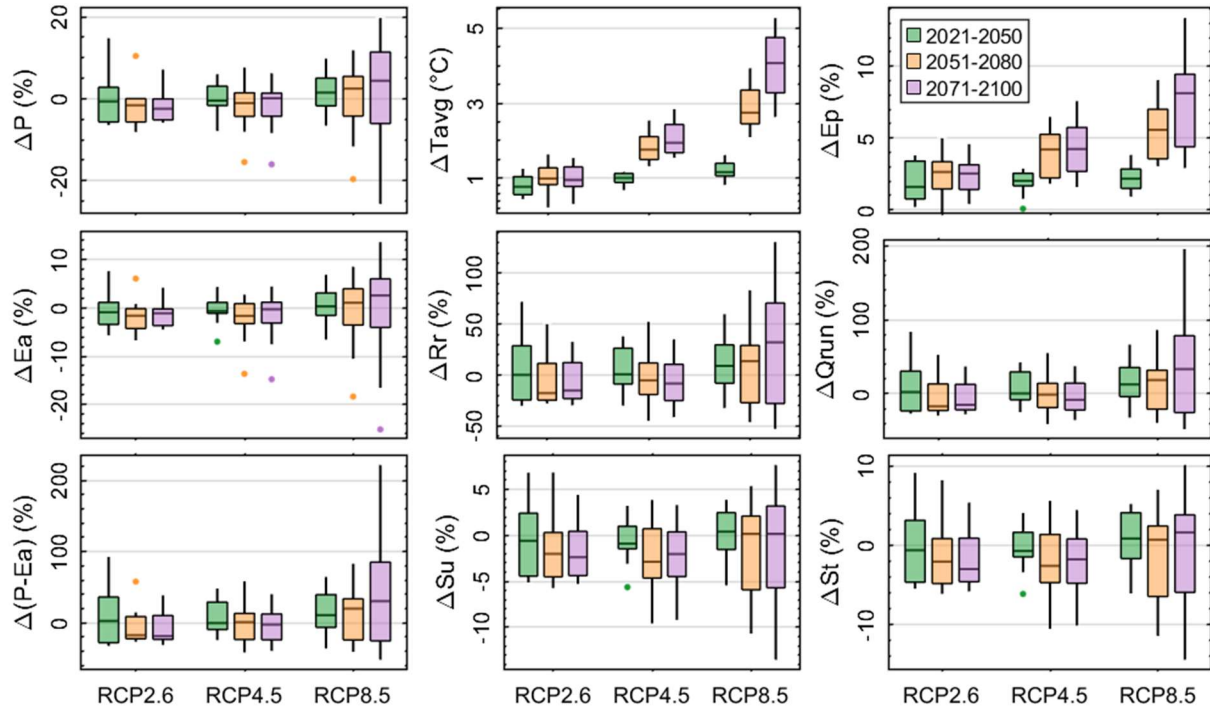 ΔP (%)
20
0
-20
ΔTavg (°C)
5
3
1
ΔEp (%)
10
5
0
2021-2050
2051-2080
2071-2100
ΔEa (%)
10
0
-10
-20
ΔRr (%)
100
50
0
-50
ΔQrun (%)
200
100
0
Δ(P-Ea) (%)
200
100
0
ΔSu (%)
5
0
-5
-10
ΔSt (%)
10
0
-10
RCP2.6 RCP4.5 RCP8.5
RCP2.6 RCP4.5 RCP8.5
RCP2.6 RCP4.5 RCP8.5